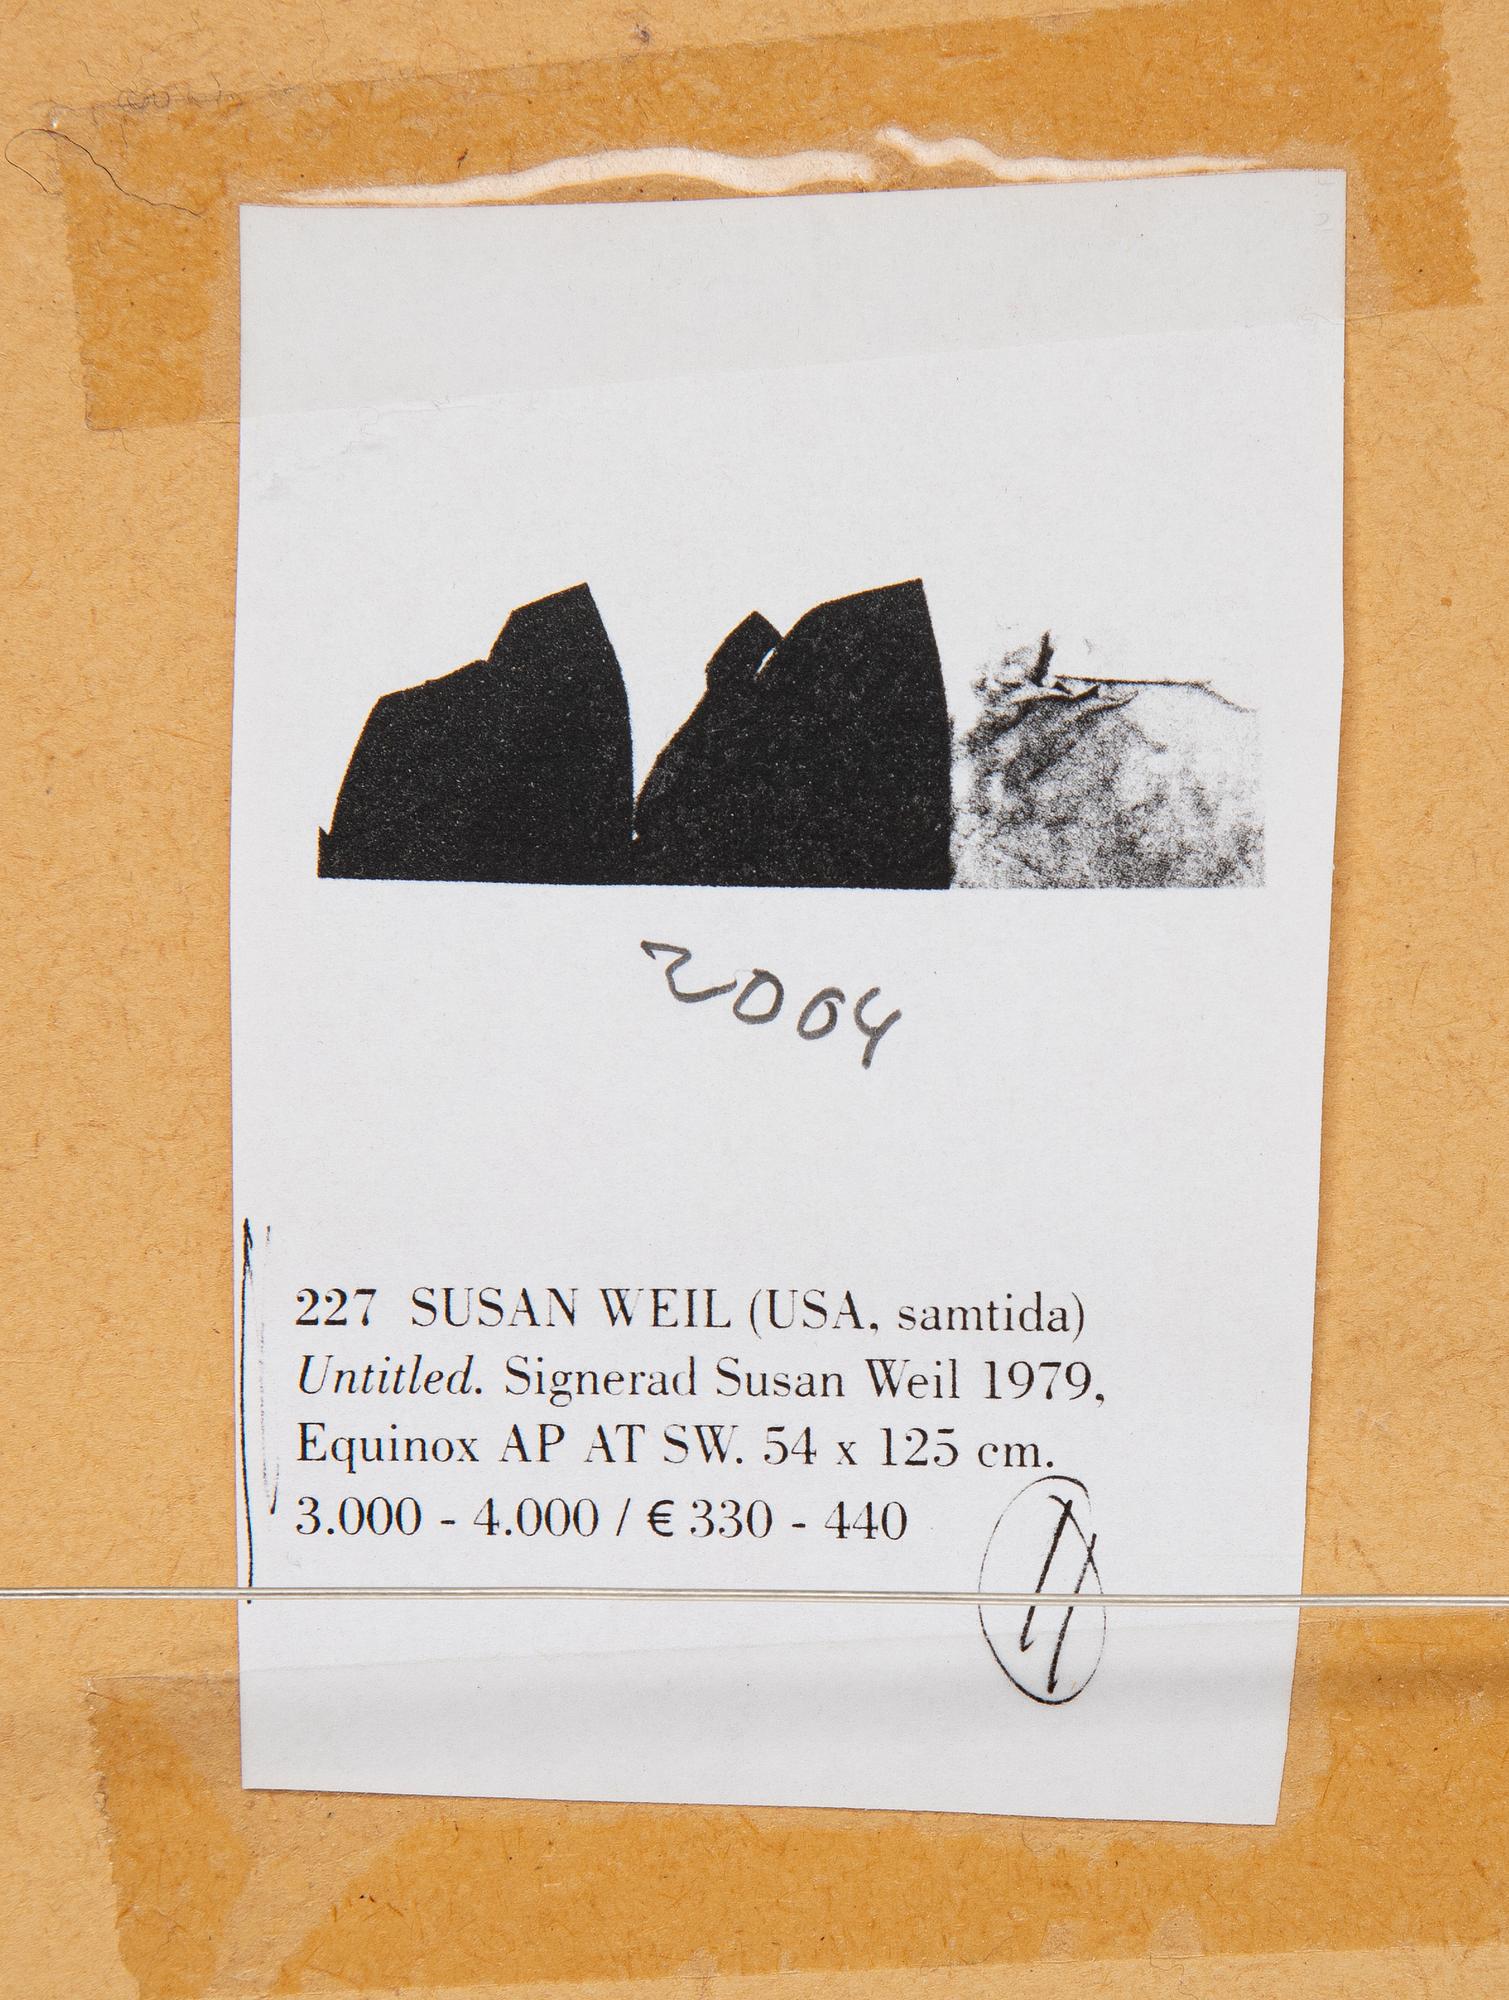 2004
227 SUSAN WEIL (USA, samtida)
Untitled. Signerad Susan Weil 1979,
Equinox AP AT SW. 54 x 125 cm.
3.000 - 4.000 / € 330 - 440